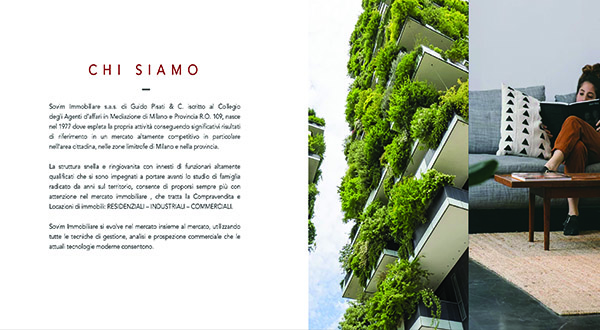 CHI SIAMO
Sovim Immobiliare s.a.s. di Guido Pisati & C. iscritto al Collegio
degli Agenti d'affari in Mediazione di Milano e Provincia R.O. 109, nasce
nel 1977 dove espleta la propria attività conseguendo significativi risultati
di riferimento in un mercato altamente competitivo in particolare
nell'area cittadina, nelle zone limitrofe di Milano e nella provincia.
La struttura snella e ringiovanita con innesti di funzionari altamente
qualificati che si sono impegnati a portare avanti lo studio di famiglia
radicato da anni sul territorio, consente di proporsi sempre più con
attenzione nel mercato immobiliare , che tratta la Compravendita e
Locazioni di immobili: RESIDENZIALI – INDUSTRIALI – COMMERCIALI.
Sovim Immobiliare si evolve nel mercato insieme al mercato, utilizzando
tutte le tecniche di gestione, analisi e prospezione commerciale che le
attuali tecnologie moderne consentono.